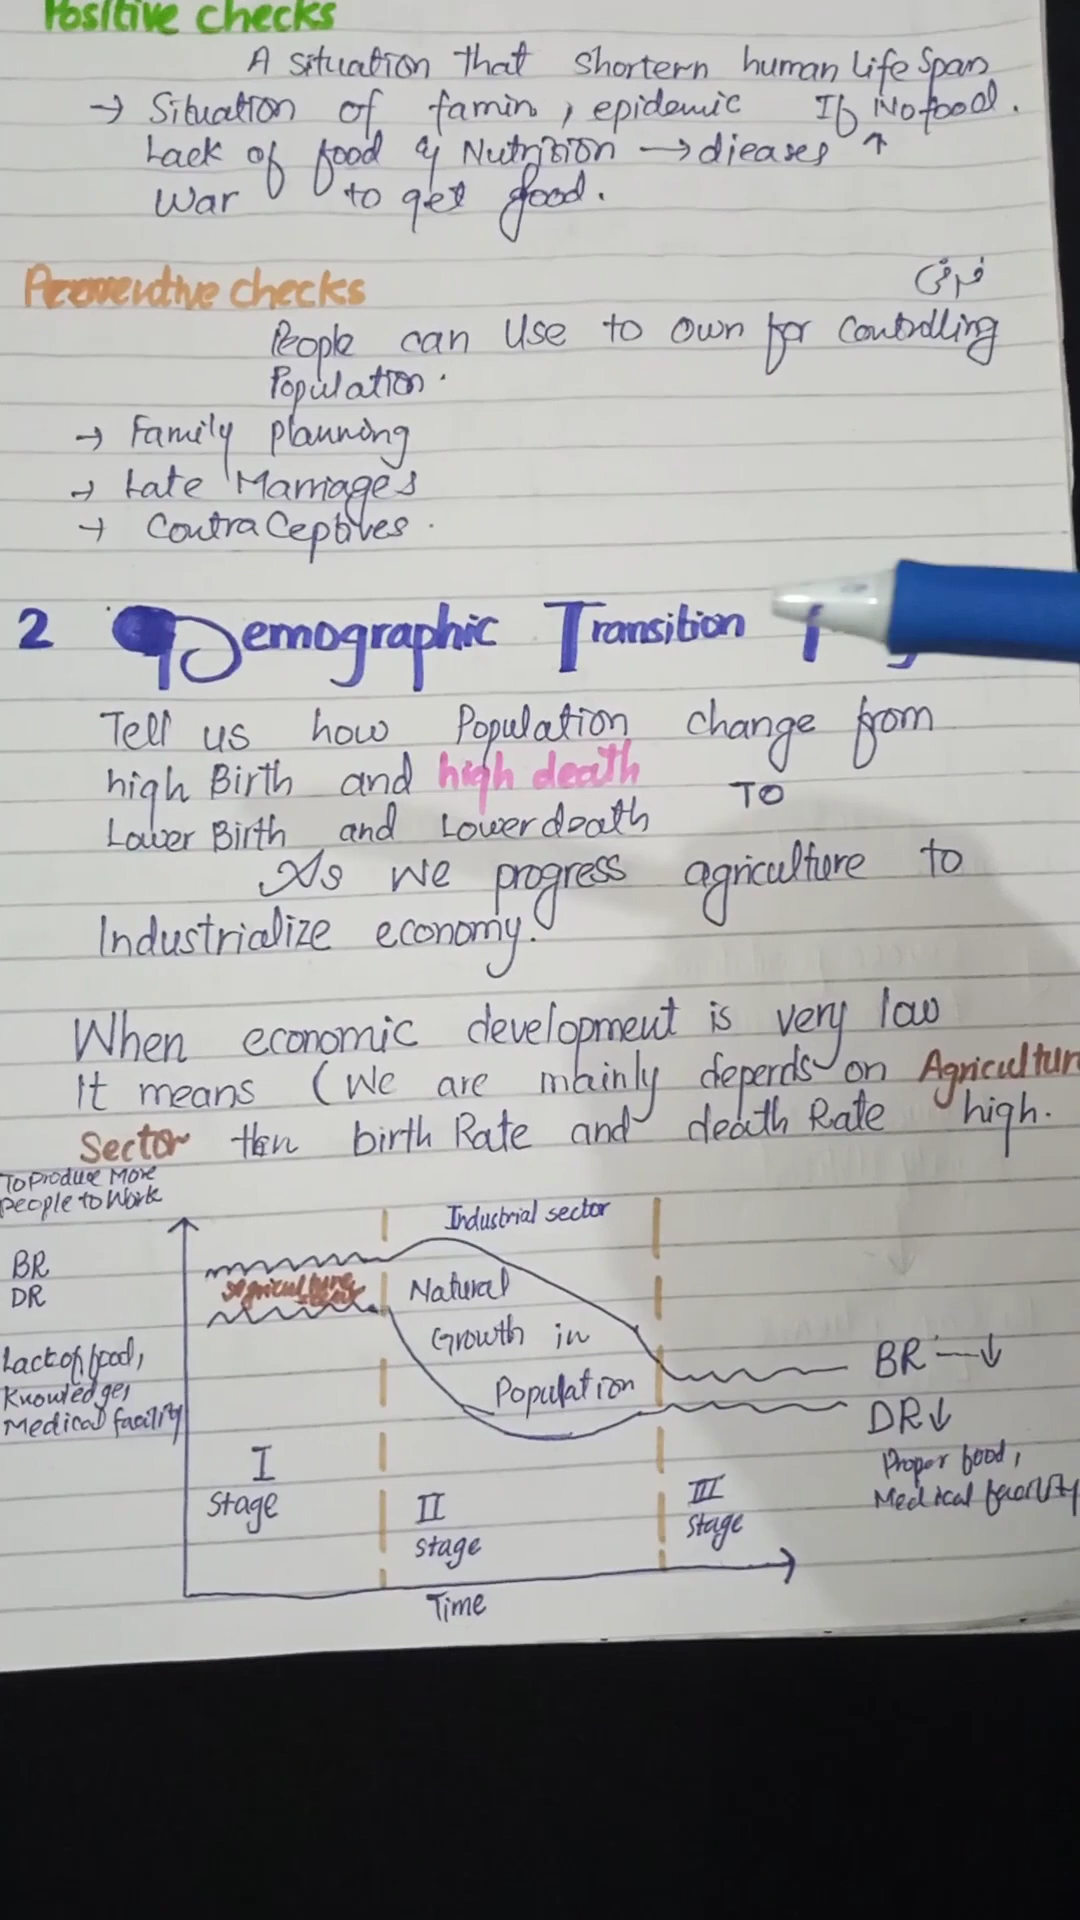 Positive checks
A situation that shortern human life Span
→ Situation of famin, epidemic If No food.
Lack of food & Nutrition → dieases ↑
War to get food.
Preventive checks
People can Use to own for Controlling
Population.
→ Family planning
→ Late Marriages
→ ContraCeptives.
2 Demographic Transition
Tell us how Population change from
high Birth and high death TO
Lower Birth and Lower death
As we progress agriculture to
Industrialize economy.
When economic development is very low
It means (We are mainly depends on Agricultur
Sector then birth Rate and death Rate high.
To Produce More
people to Work
Industrial sector
BR
DR
Agriculture
Natural
Growth in
Population
Lack of food,
Knowledge,
Medical facility
BR → ↓
DR ↓
Proper food,
Medical facility
I
Stage
II
stage
III
stage
Time